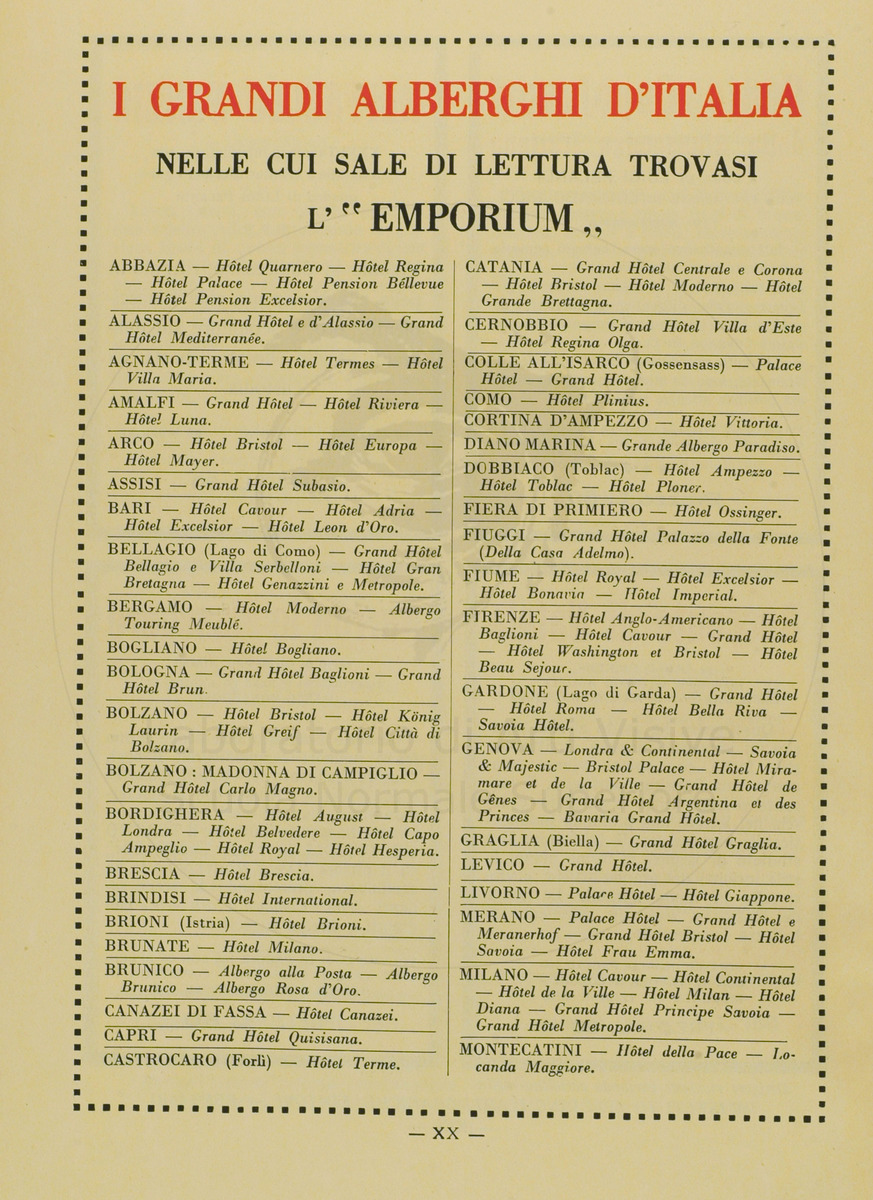 I GRANDI ALBERGHI D'ITALIA
NELLE CUI SALE DI LETTURA TROVASI
L' “ EMPORIUM „
ABBAZIA — Hôtel Quarnero — Hôtel Regina
— Hôtel Palace — Hôtel Pension Béllevue
— Hôtel Pension Excelsior.
ALASSIO — Grand Hôtel e d'Alassio — Grand
Hôtel Mediterranée.
AGNANO-TERME — Hôtel Termes — Hôtel
Villa Maria.
AMALFI — Grand Hôtel — Hôtel Riviera —
Hôtel Luna.
ARCO — Hôtel Bristol — Hôtel Europa —
Hôtel Mayer.
ASSISI — Grand Hôtel Subasio.
BARI — Hôtel Cavour — Hôtel Adria —
Hôtel Excelsior — Hôtel Leon d'Oro.
BELLAGIO (Lago di Como) — Grand Hôtel
Bellagio e Villa Serbelloni — Hôtel Gran
Bretagna — Hôtel Genazzini e Metropole.
BERGAMO — Hôtel Moderno — Albergo
Touring Meublé.
BOGLIANO — Hôtel Bogliano.
BOLOGNA — Grand Hôtel Baglioni — Grand
Hôtel Brun.
BOLZANO — Hôtel Bristol — Hôtel König
Laurin — Hôtel Greif — Hôtel Città di
Bolzano.
BOLZANO : MADONNA DI CAMPIGLIO —
Grand Hôtel Carlo Magno.
BORDIGHERA — Hôtel August — Hôtel
Londra — Hôtel Belvedere — Hôtel Capo
Ampeglio — Hôtel Royal — Hôtel Hesperia.
BRESCIA — Hôtel Brescia.
BRINDISI — Hôtel International.
BRIONI (Istria) — Hôtel Brioni.
BRUNATE — Hôtel Milano.
BRUNICO — Albergo alla Posta — Albergo
Brunico — Albergo Rosa d'Oro.
CANAZEI DI FASSA — Hôtel Canazei.
CAPRI — Grand Hôtel Quisisana.
CASTROCARO (Forlì) — Hôtel Terme.
CATANIA — Grand Hôtel Centrale e Corona
— Hôtel Bristol — Hôtel Moderno — Hôtel
Grande Brettagna.
CERNOBBIO — Grand Hôtel Villa d'Este
— Hôtel Regina Olga.
COLLE ALL'ISARCO (Gossensass) — Palace
Hôtel — Grand Hôtel.
COMO — Hôtel Plinius.
CORTINA D'AMPEZZO — Hôtel Vittoria.
DIANO MARINA — Grande Albergo Paradiso.
DOBBIACO (Toblac) — Hôtel Ampezzo —
Hôtel Toblac — Hôtel Ploner.
FIERA DI PRIMIERO — Hôtel Ossinger.
FIUGGI — Grand Hôtel Palazzo della Fonte
(Della Casa Adelmo).
FIUME — Hôtel Royal — Hôtel Excelsior —
Hôtel Bonavia — Hôtel Imperial.
FIRENZE — Hôtel Anglo-Americano — Hôtel
Baglioni — Hôtel Cavour — Grand Hôtel
— Hôtel Washington et Bristol — Hôtel
Beau Sejour.
GARDONE (Lago di Garda) — Grand Hôtel
— Hôtel Roma — Hôtel Bella Riva —
Savoia Hôtel.
GENOVA — Londra & Continental — Savoia
& Majestic — Bristol Palace — Hôtel Mira-
mare et de la Ville — Grand Hôtel de
Gênes — Grand Hôtel Argentina et des
Princes — Bavaria Grand Hôtel.
GRAGLIA (Biella) — Grand Hôtel Graglia.
LEVICO — Grand Hôtel.
LIVORNO — Palace Hôtel — Hôtel Giappone.
MERANO — Palace Hôtel — Grand Hôtel e
Meranerhof — Grand Hôtel Bristol — Hôtel
Savoia — Hôtel Frau Emma.
MILANO — Hôtel Cavour — Hôtel Continental
— Hôtel de la Ville — Hôtel Milan — Hôtel
Diana — Grand Hôtel Principe Savoia —
Grand Hôtel Metropole.
MONTECATINI — Hôtel della Pace — Lo-
canda Maggiore.
— XX —